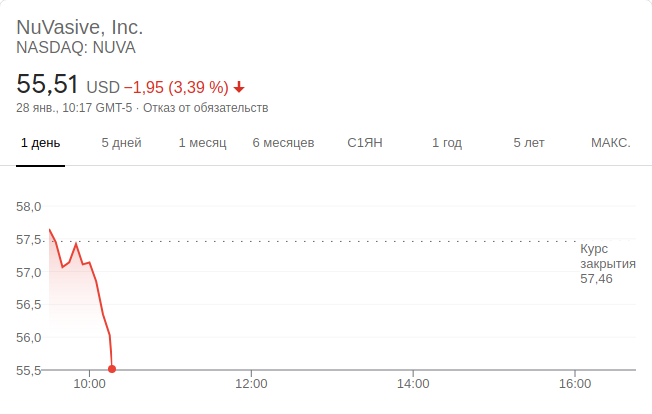 NuVasive, Inc.
NASDAQ: NUVA
55,51 USD −1,95 (3,39 %)
28 янв., 10:17 GMT-5 · Отказ от обязательств
1 день 5 дней 1 месяц 6 месяцев С1ЯН 1 год 5 лет МАКС.
58,0
57,5
Курс
закрытия
57,46
57,0
56,5
56,0
55,5
10:00 12:00 14:00 16:00